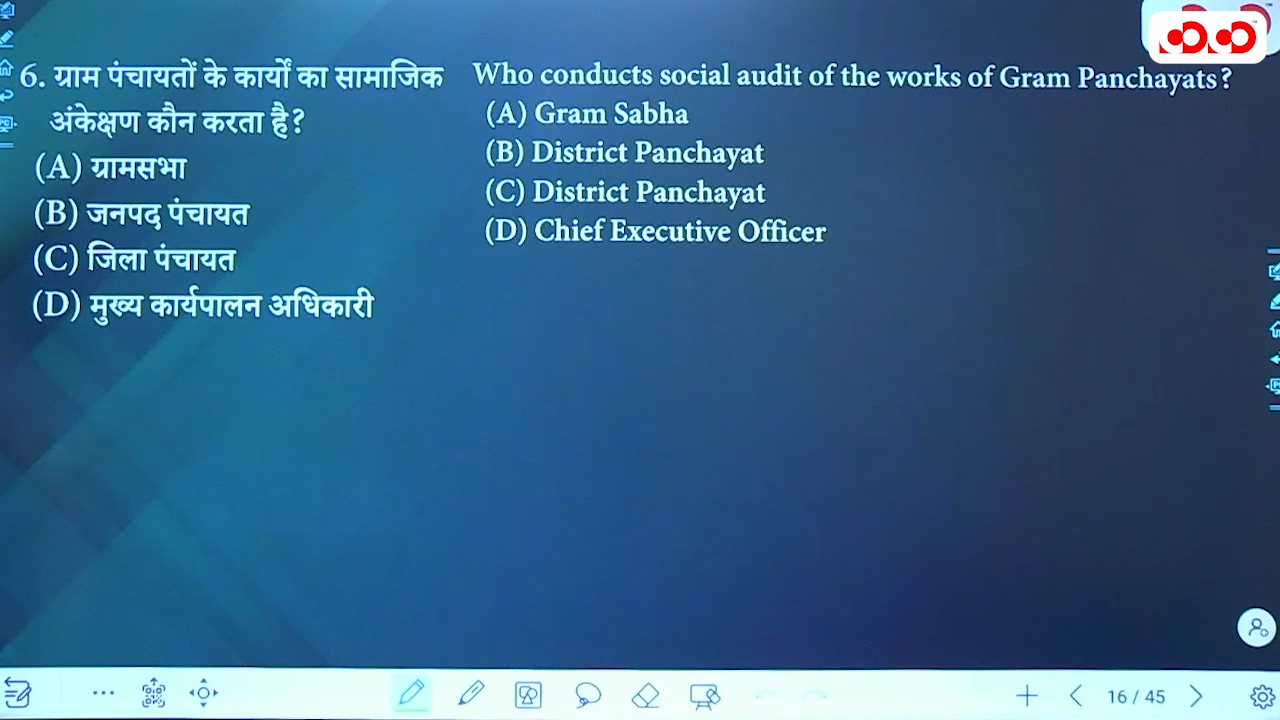 6. ग्राम पंचायतों के कार्यों का सामाजिक
अंकेक्षण कौन करता है?
(A) ग्रामसभा
(B) जनपद पंचायत
(C) जिला पंचायत
(D) मुख्य कार्यपालन अधिकारी
Who conducts social audit of the works of Gram Panchayats?
(A) Gram Sabha
(B) District Panchayat
(C) District Panchayat
(D) Chief Executive Officer
16 / 45